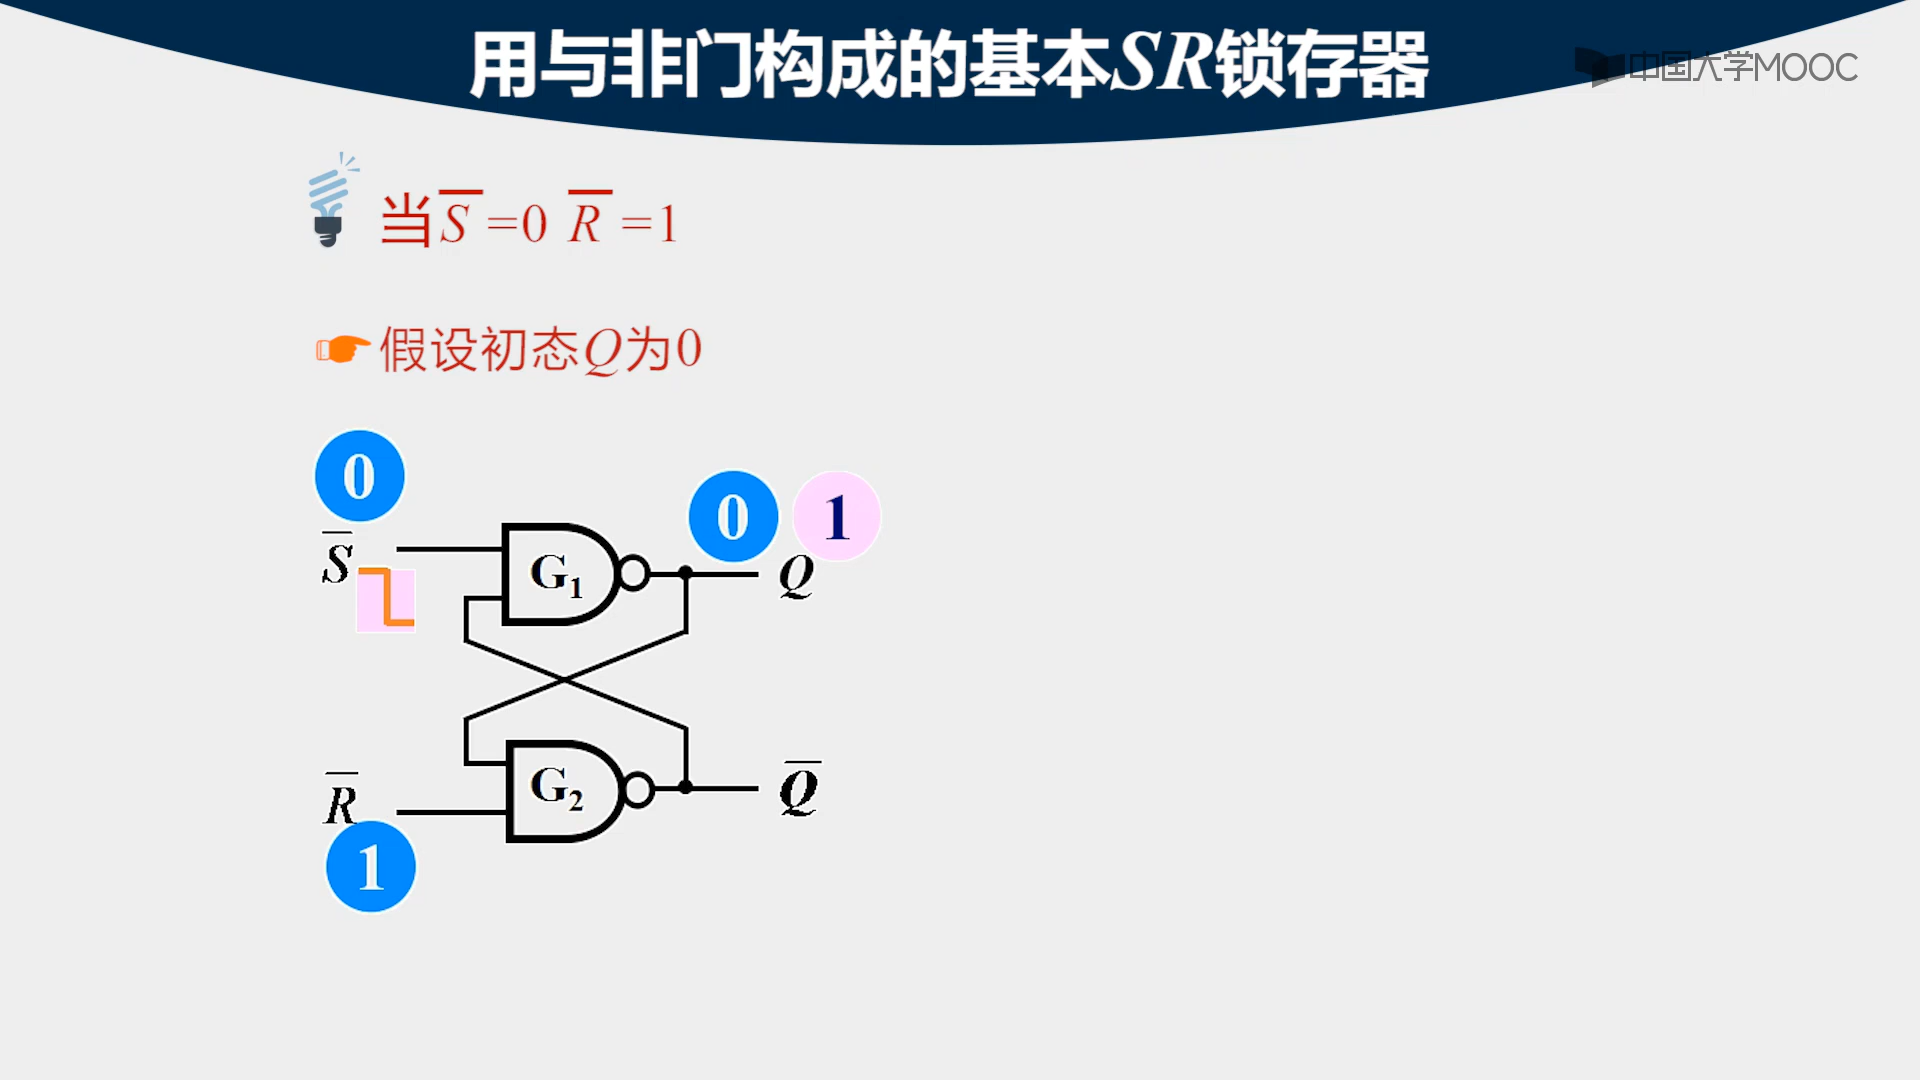 用与非门构成的基本SR锁存器
中国大学MOOC
当S̅=0 R̅=1
假设初态Q为0
0
0 1
S̅
G₁
Q
G₂
Q̅
R̅
1